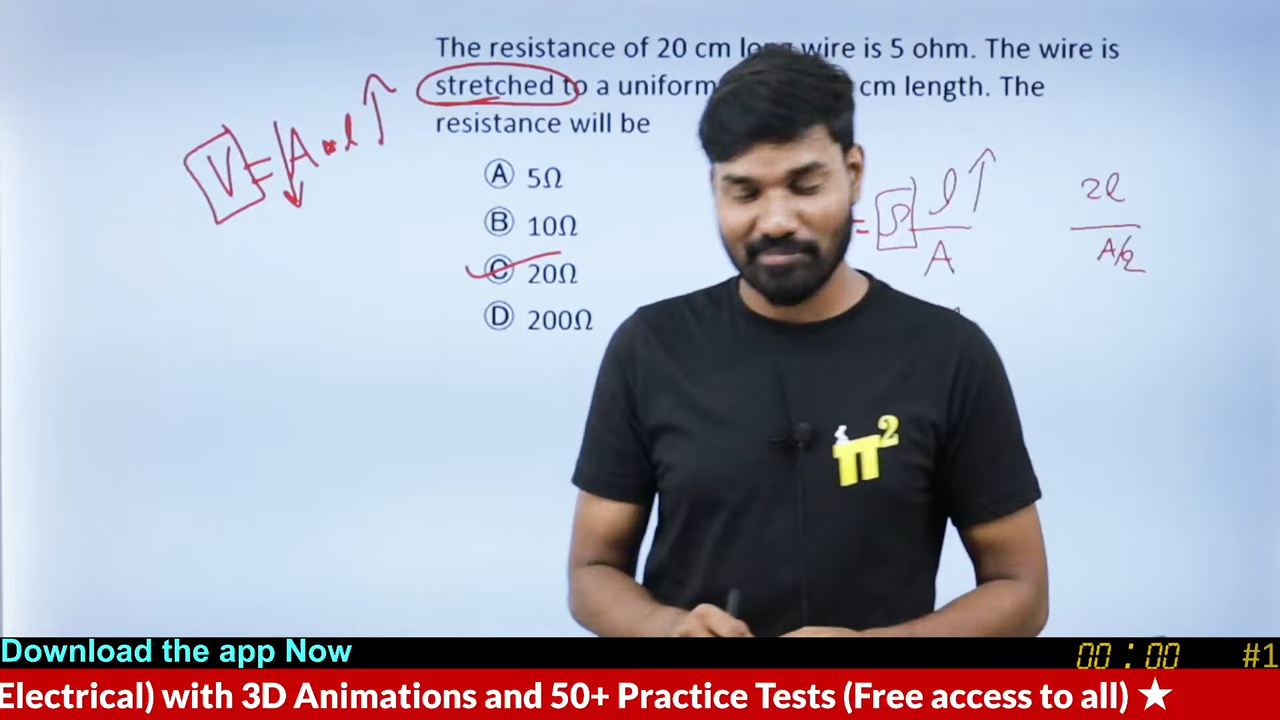 The resistance of 20 cm long wire is 5 ohm. The wire is
stretched to a uniform cm length. The
resistance will be
V = A l
A 5Ω
B 10Ω
C 20Ω
D 200Ω
= l
A
2l
A/2
π2
Download the app Now
00 : 00
#1
Electrical) with 3D Animations and 50+ Practice Tests (Free access to all) ★